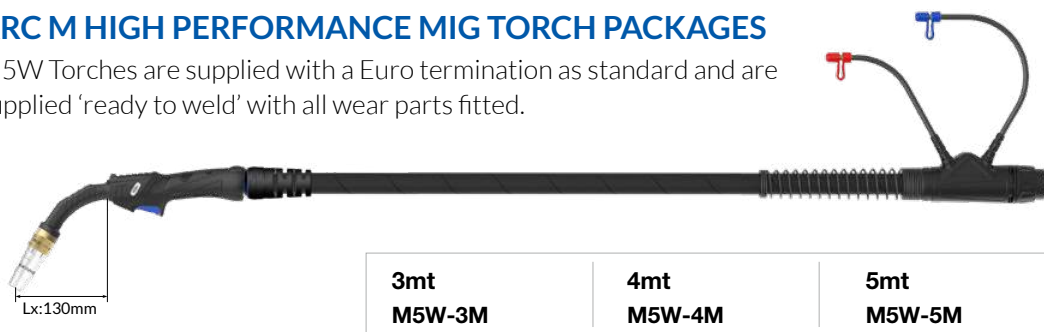 RC M HIGH PERFORMANCE MIG TORCH PACKAGES
5W Torches are supplied with a Euro termination as standard and are
upplied ‘ready to weld’ with all wear parts fitted.
Lx:130mm
3mt 4mt 5mt
M5W-3M M5W-4M M5W-5M